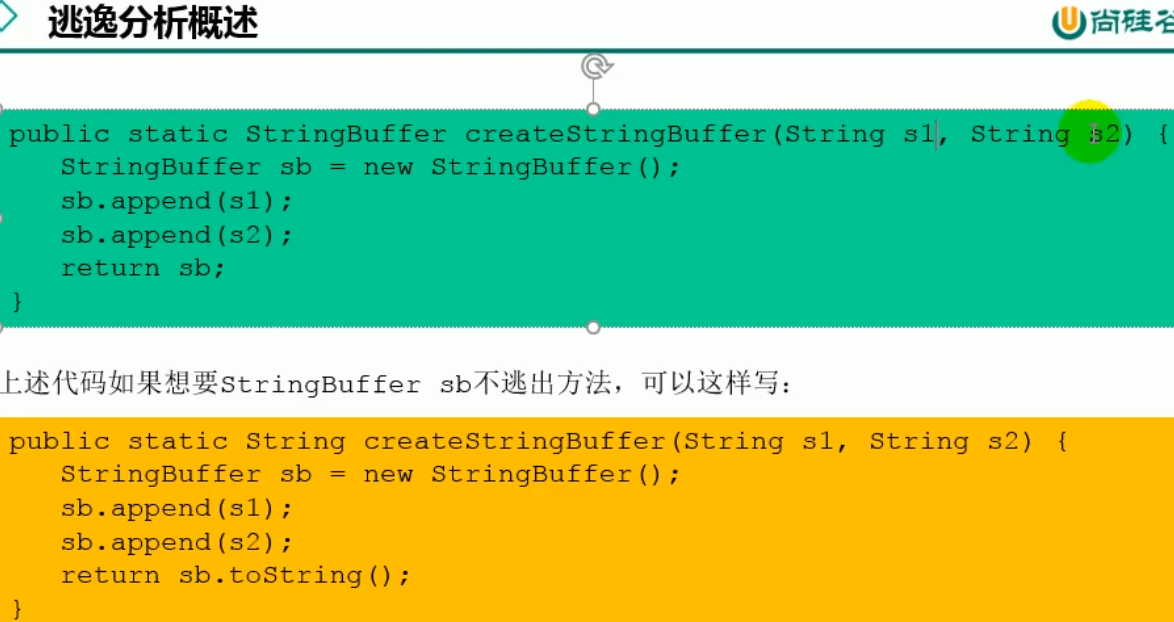 逃逸分析概述
尚硅谷
public static StringBuffer createStringBuffer(String s1, String s2) {
   StringBuffer sb = new StringBuffer();
   sb.append(s1);
   sb.append(s2);
   return sb;
}
上述代码如果想要StringBuffer sb不逃出方法，可以这样写：
public static String createStringBuffer(String s1, String s2) {
   StringBuffer sb = new StringBuffer();
   sb.append(s1);
   sb.append(s2);
   return sb.toString();
}